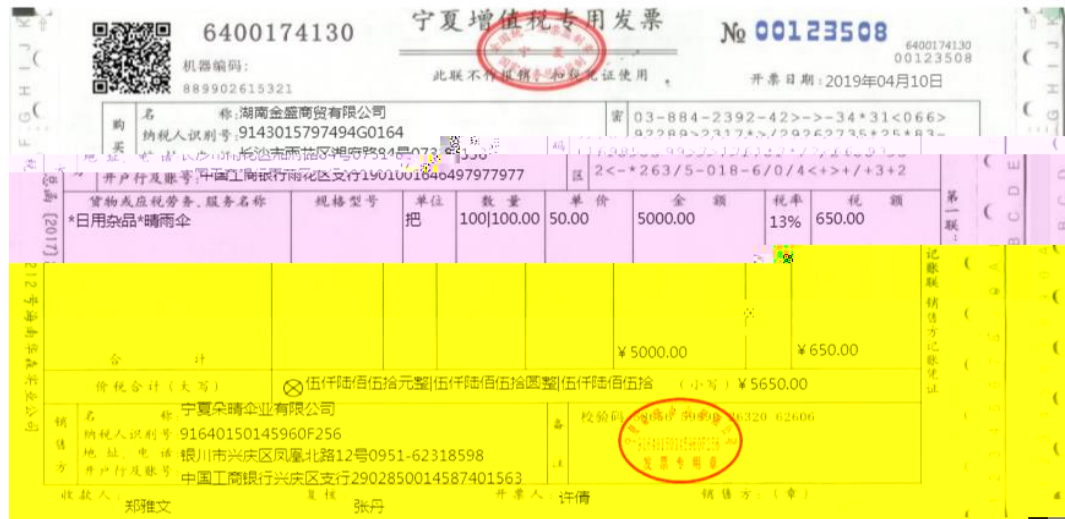 宁夏增值税专用发票
6400174130
№ 00123508
6400174130
00123508
机器编码:
889902615321
开票日期:2019年04月10日
购买
名 称:湖南金盛商贸有限公司
纳税人识别号:9143015797494G0164
开户行及账号:中国工商银行雨花区支行1901001646497977977
密
码
区
03-884-2392-42>->-34*31<066>
2<-*263/5-018-6/0/4<+>+/+3+2
货物或应税劳务、服务名称 规格型号 单位 数 量 单 价 金 额 税率 税 额
*日用杂品*晴雨伞 把 100|100.00 50.00 5000.00 13% 650.00
合 计 ¥5000.00 ¥650.00
价税合计(大写) 伍仟陆佰伍拾元整|伍仟陆佰伍拾圆整|伍仟陆佰伍拾 (小写)¥5650.00
销售方
名 称:宁夏朵晴伞业有限公司
纳税人识别号:91640150145960F256
地 址、电 话:银川市兴庆区凤凰北路12号0951-62318598
开户行及账号:中国工商银行兴庆区支行2902850014587401563
备注
校验码
62606
91640150145960F256
发票专用章
收款人:郑雅文 复核 张丹 开票人:许倩 销售方:(章)
第一联:记账联 销售方记账凭证